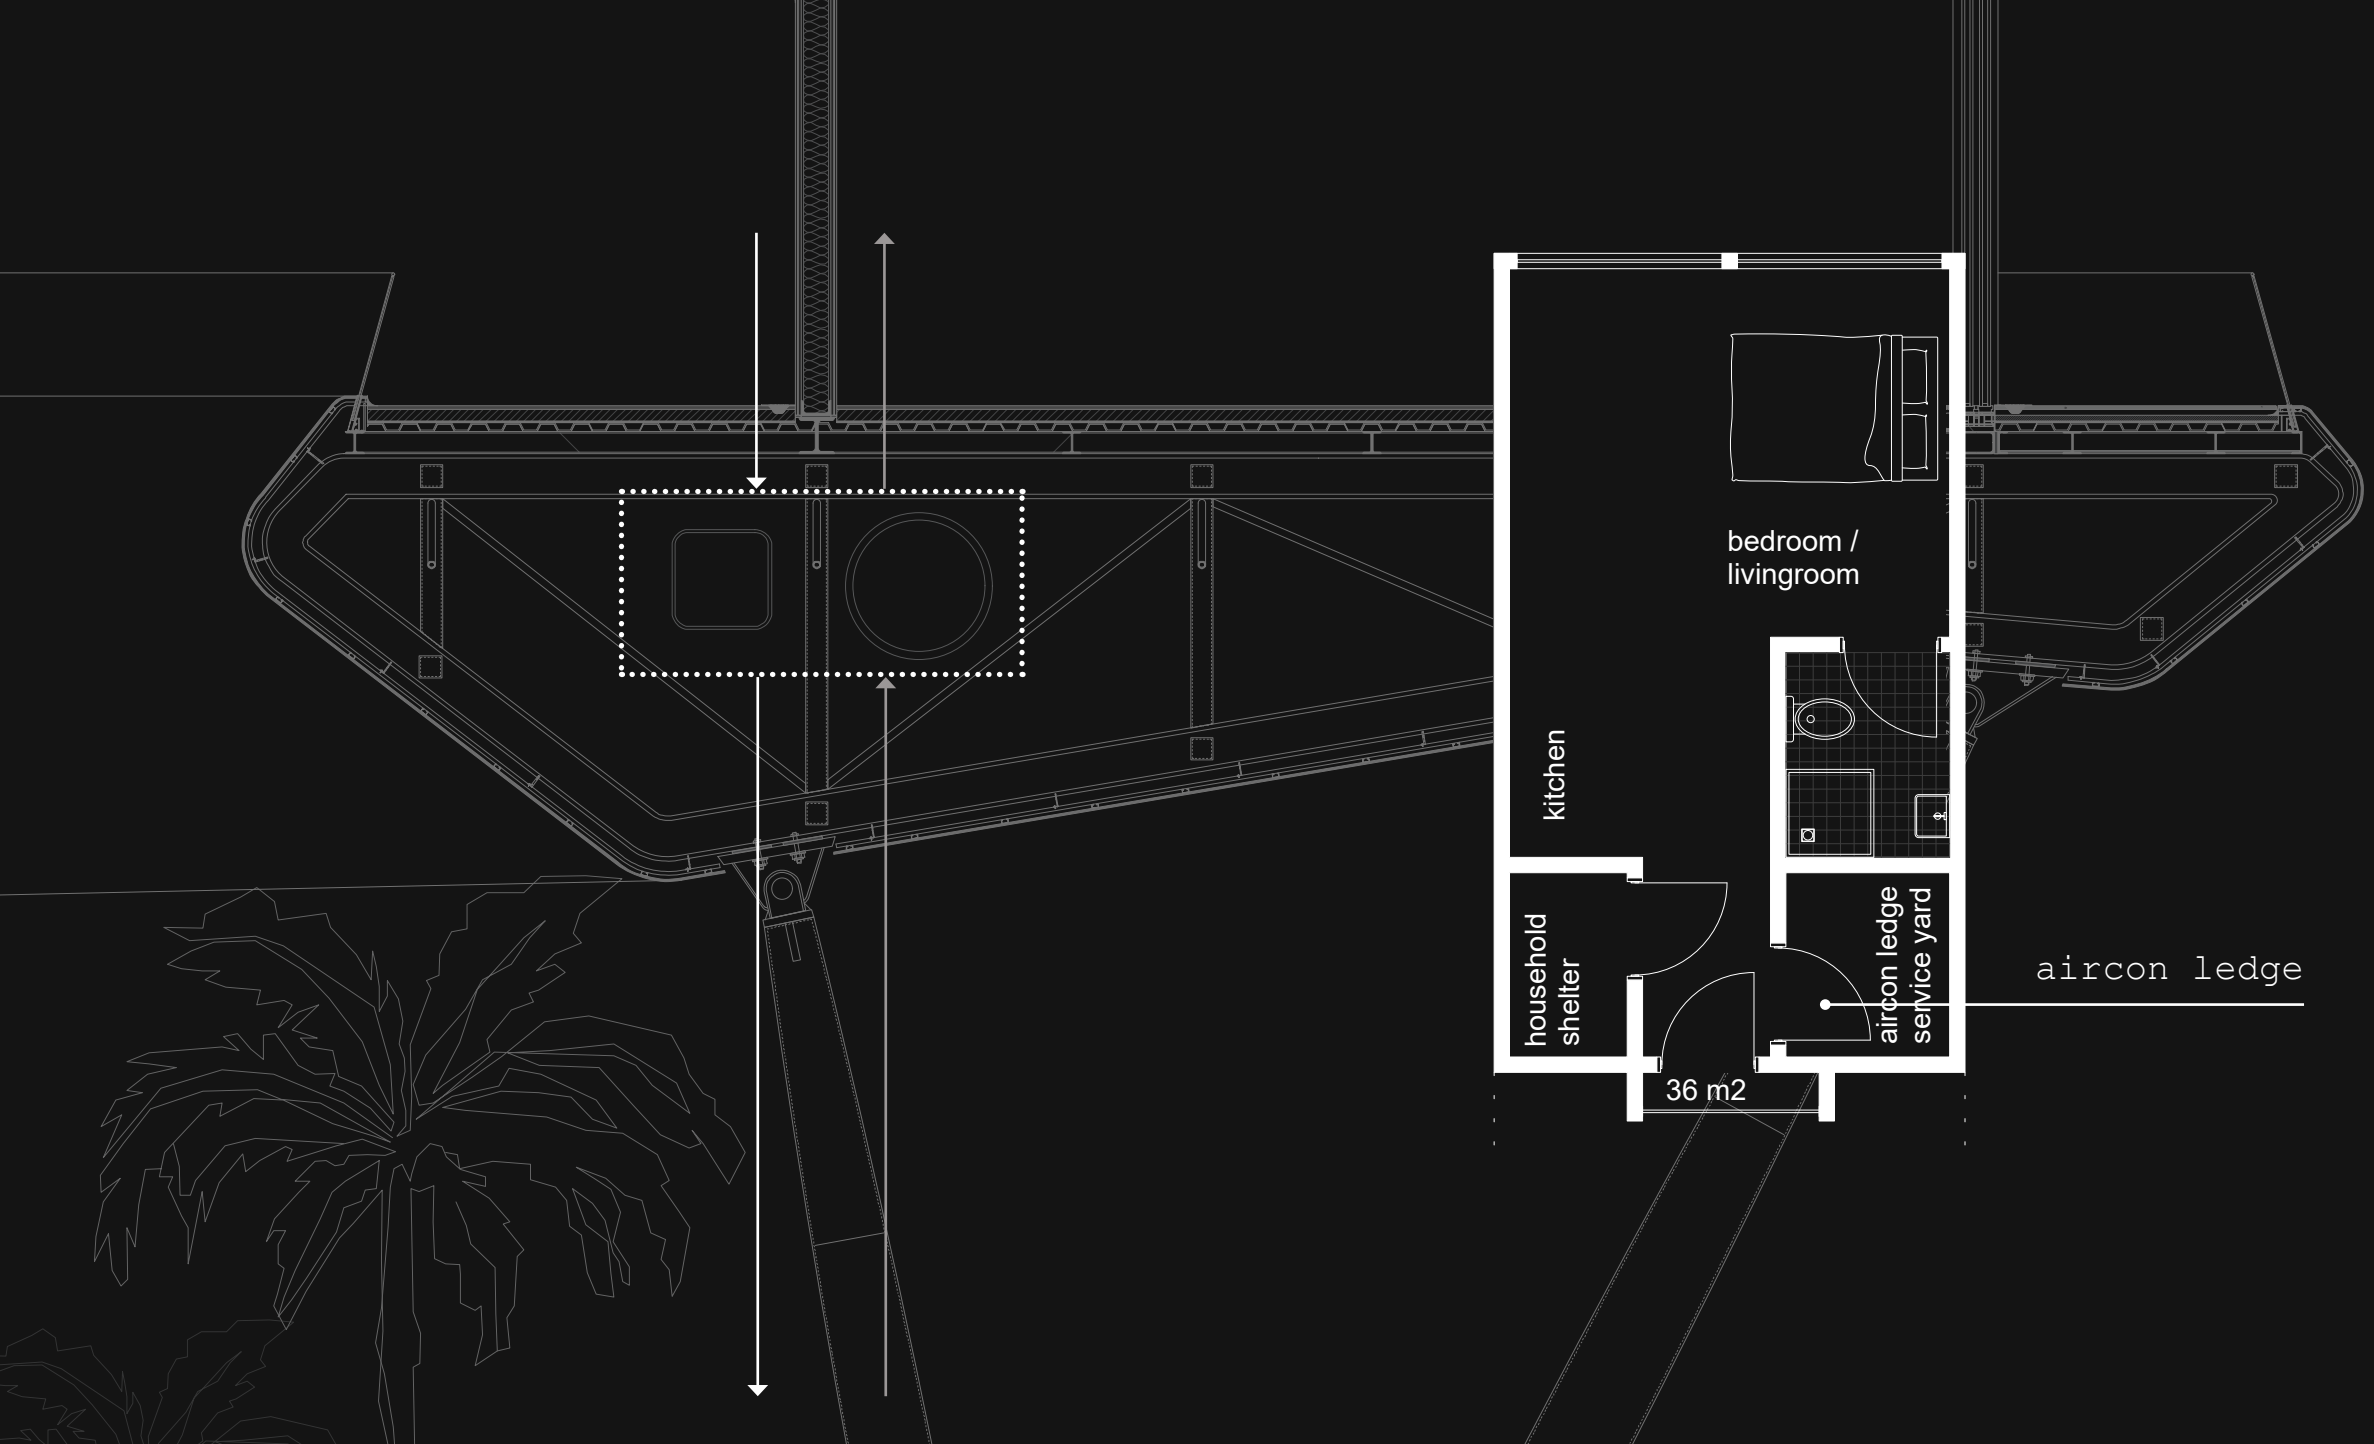 bedroom /
livingroom
kitchen
household
shelter
aircon ledge
service yard
aircon ledge
36 m2